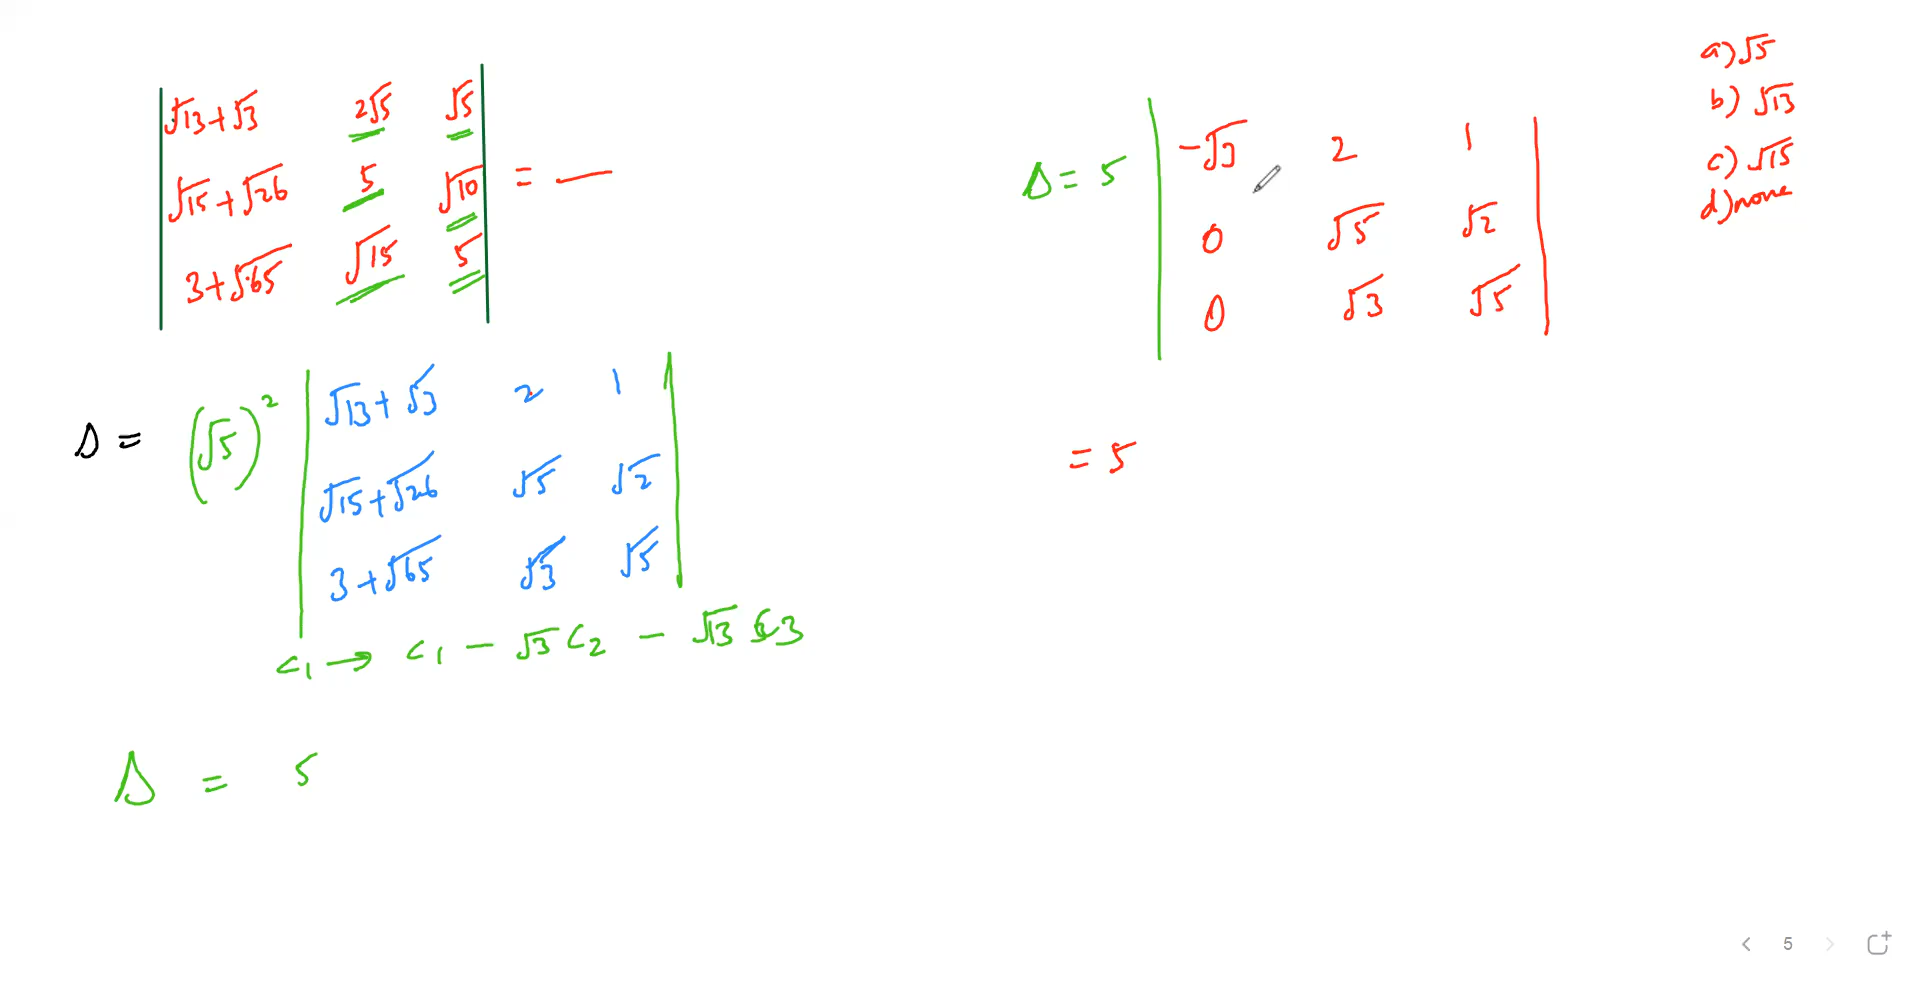 √13+√3 2√5 √5
√15+√26 5 √10 = —
3+√65 √15 5
Δ = (√5)² √13+√3 2 1
√15+√26 √5 √2
3+√65 √3 √5
C₁ → C₁ - √3 C₂ - √13 C₃
Δ = 5
Δ = 5 -√3 2 1
0 √5 √2
0 √3 √5
= 5
a) √5
b) √13
c) √15
d) none
5